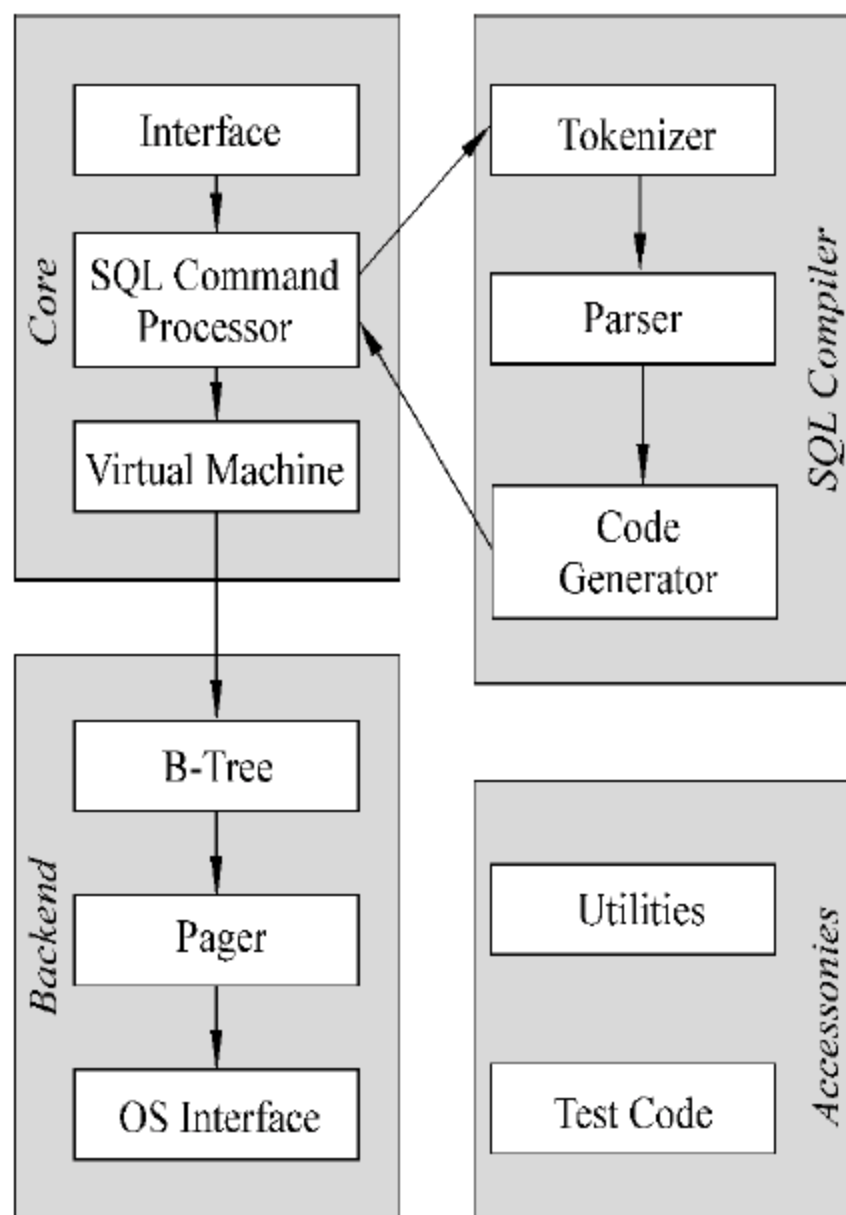 Core
Interface
SQL Command
Processor
Virtual Machine
SQL Compiler
Tokenizer
Parser
Code
Generator
Backend
B-Tree
Pager
OS Interface
Accessonies
Utilities
Test Code